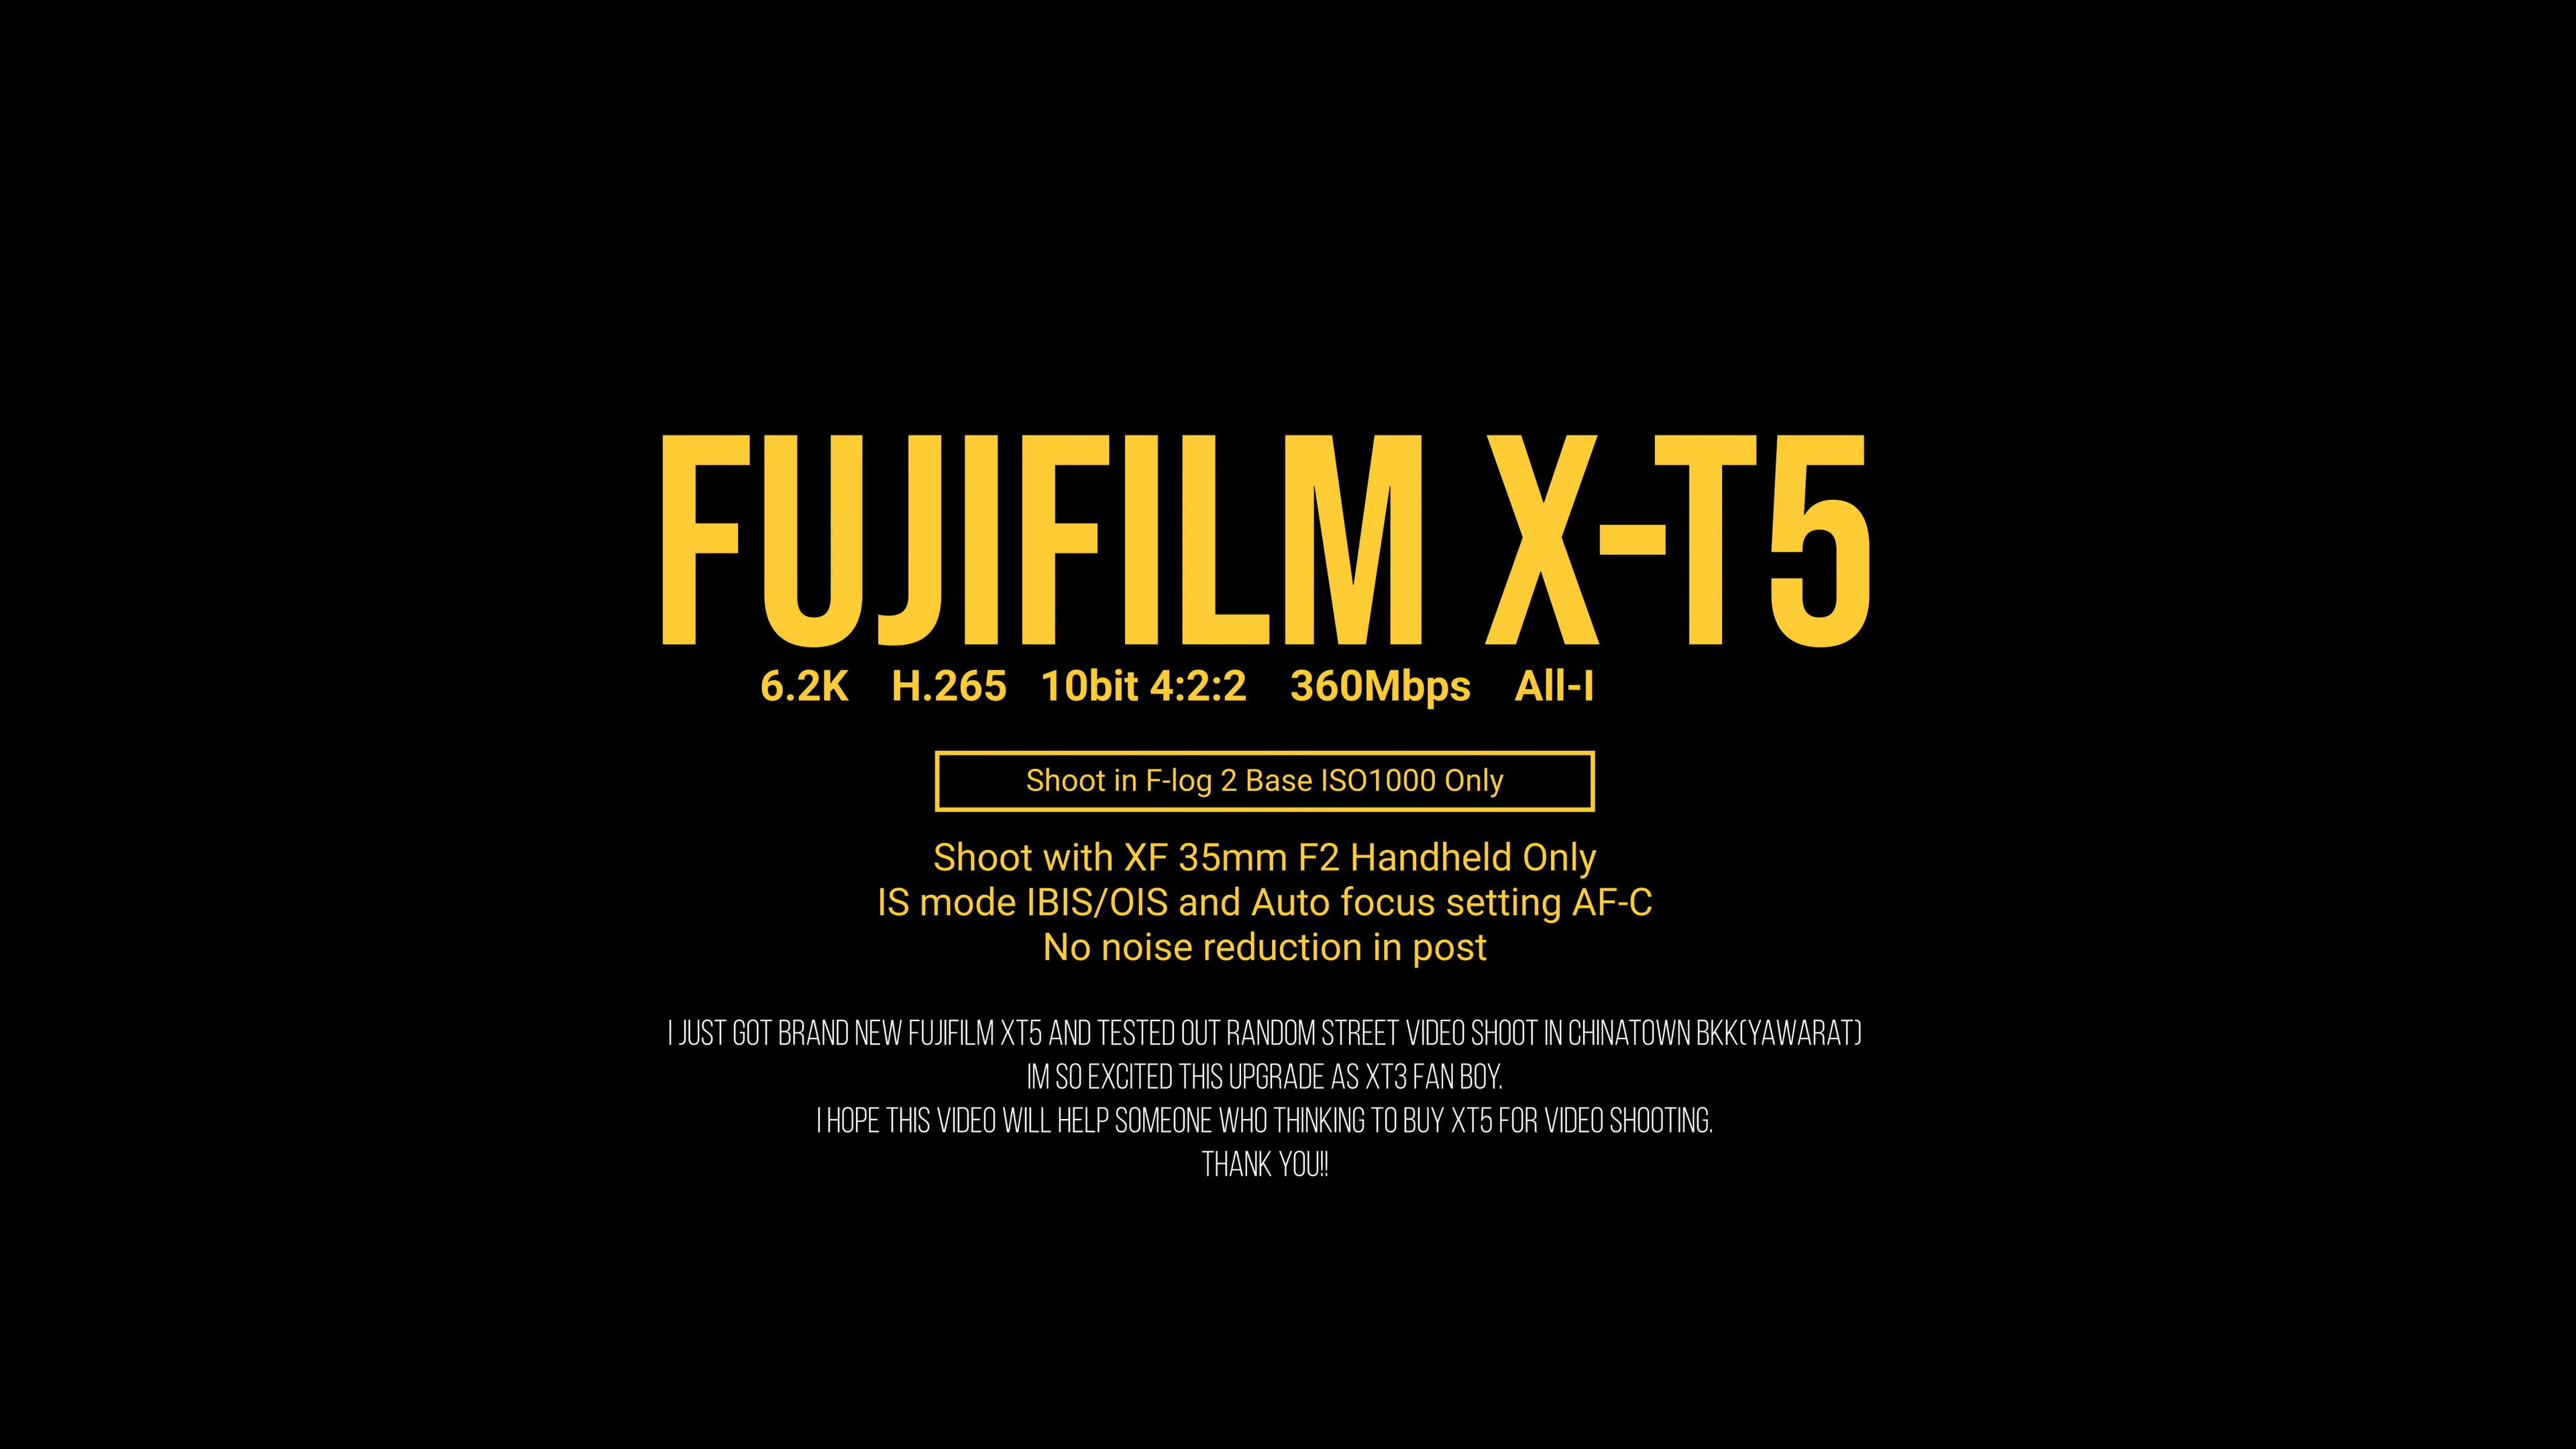 FUJIFILM X-T5
6.2K H.265 10bit 4:2:2 360Mbps All-I
Shoot in F-log 2 Base ISO1000 Only
Shoot with XF 35mm F2 Handheld Only
IS mode IBIS/OIS and Auto focus setting AF-C
No noise reduction in post
I JUST GOT BRAND NEW FUJIFILM XT5 AND TESTED OUT RANDOM STREET VIDEO SHOOT IN CHINATOWN BKK(YAWARAT)
IM SO EXCITED THIS UPGRADE AS XT3 FAN BOY.
I HOPE THIS VIDEO WILL HELP SOMEONE WHO THINKING TO BUY XT5 FOR VIDEO SHOOTING.
THANK YOU!!